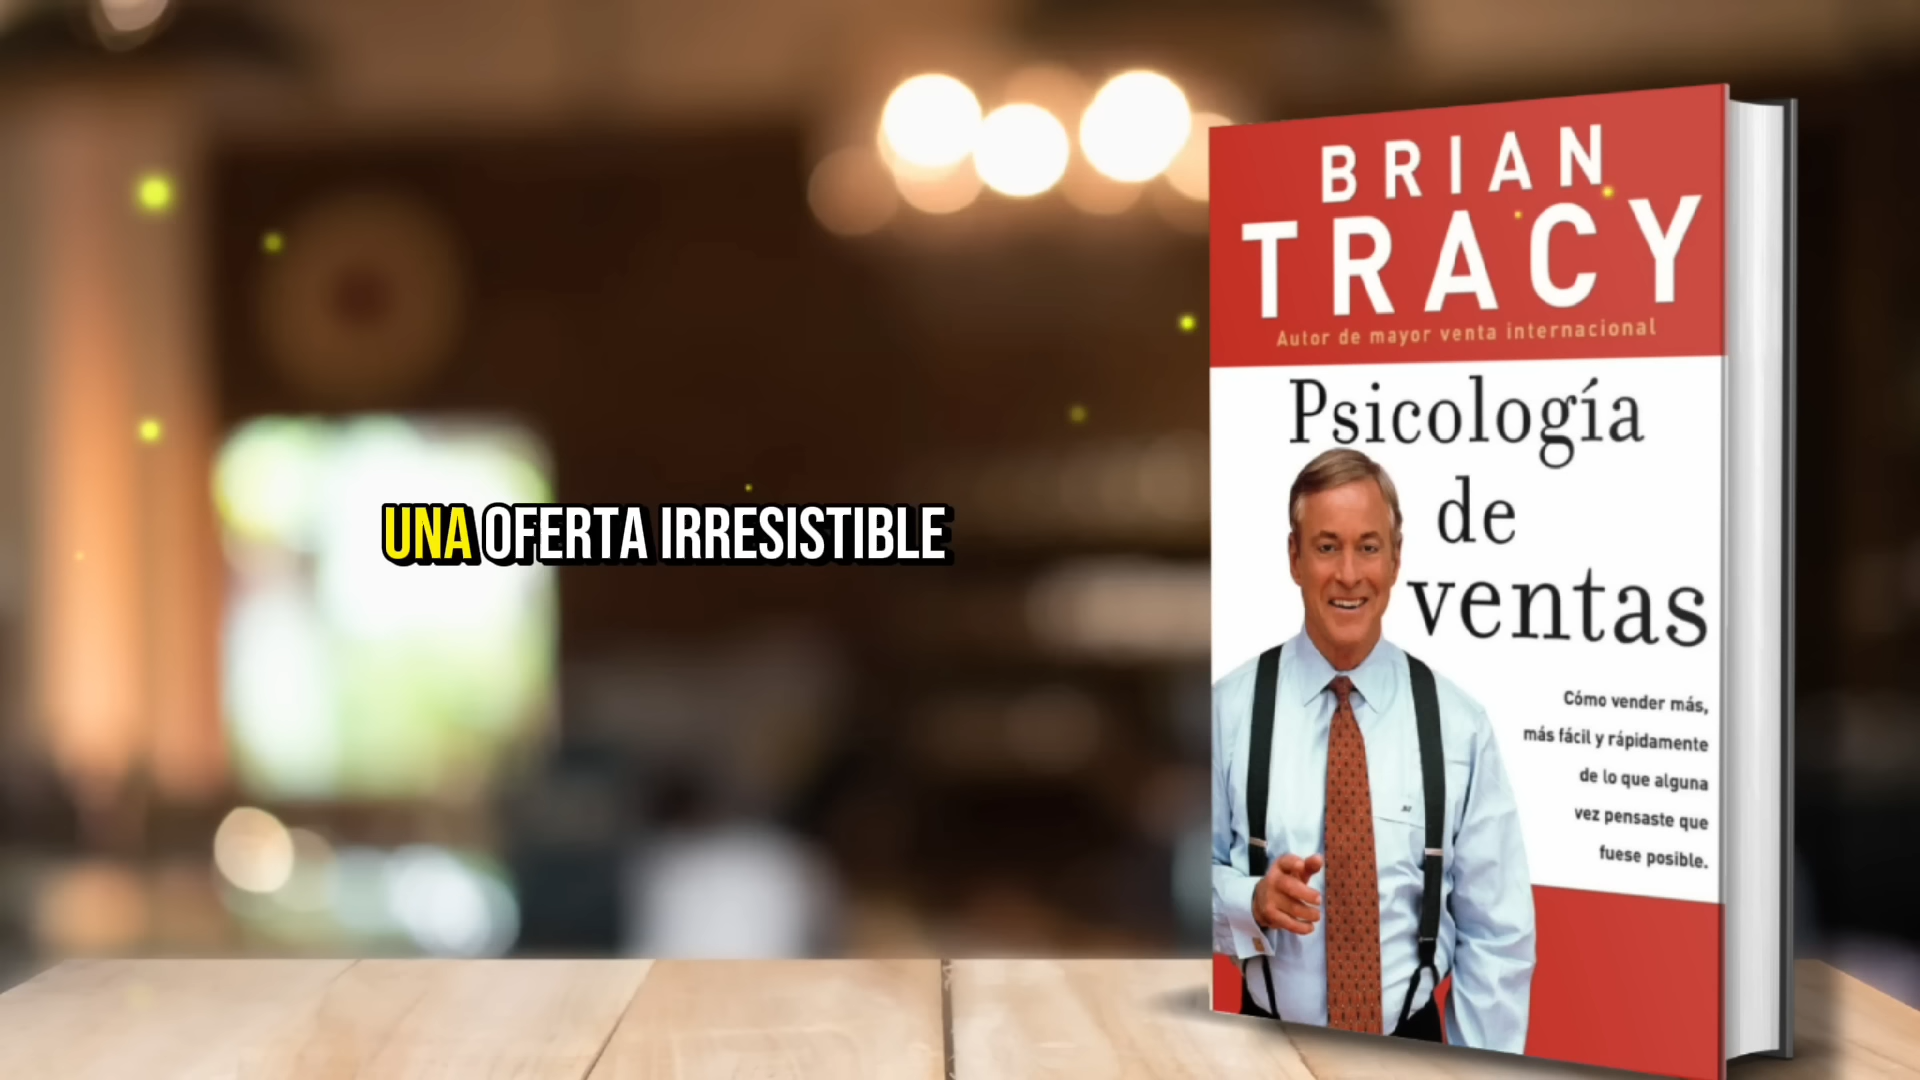 UNA OFERTA IRRESISTIBLE
BRIAN
TRACY
Autor de mayor venta internacional
Psicología
de
ventas
Cómo vender más,
más fácil y rápidamente
de lo que alguna
vez pensaste que
fuese posible.